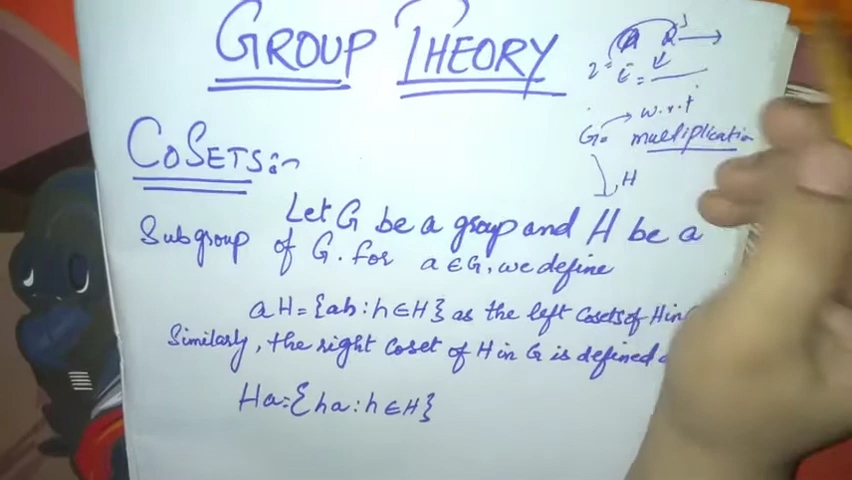 GROUP THEORY
w.r.t
G. multiplication
H
COSETS:~
Let G be a group and H be a
Subgroup of G. For a ∈ G, we define
aH = {ah : h ∈ H} as the left cosets of H in
Similarly, the right coset of H in G is defined
Ha = {ha : h ∈ H}